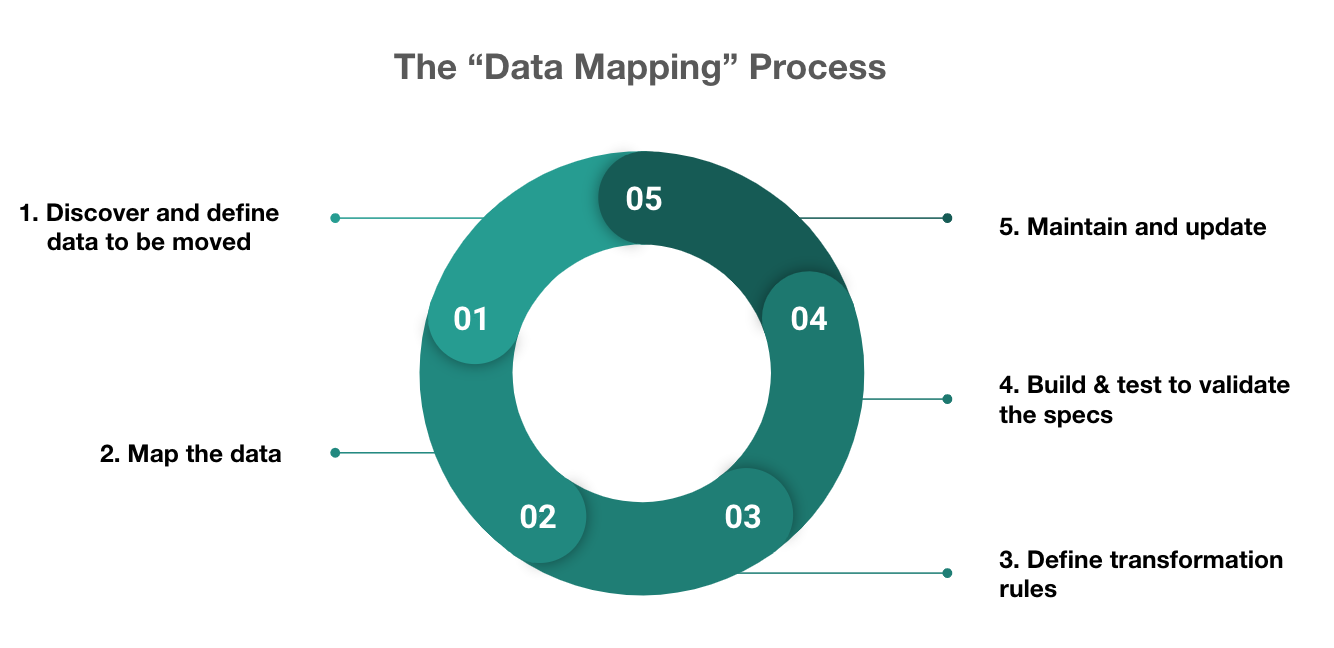 The “Data Mapping” Process
1. Discover and define
data to be moved
2. Map the data
01
02
03
04
05
5. Maintain and update
4. Build & test to validate
the specs
3. Define transformation
rules